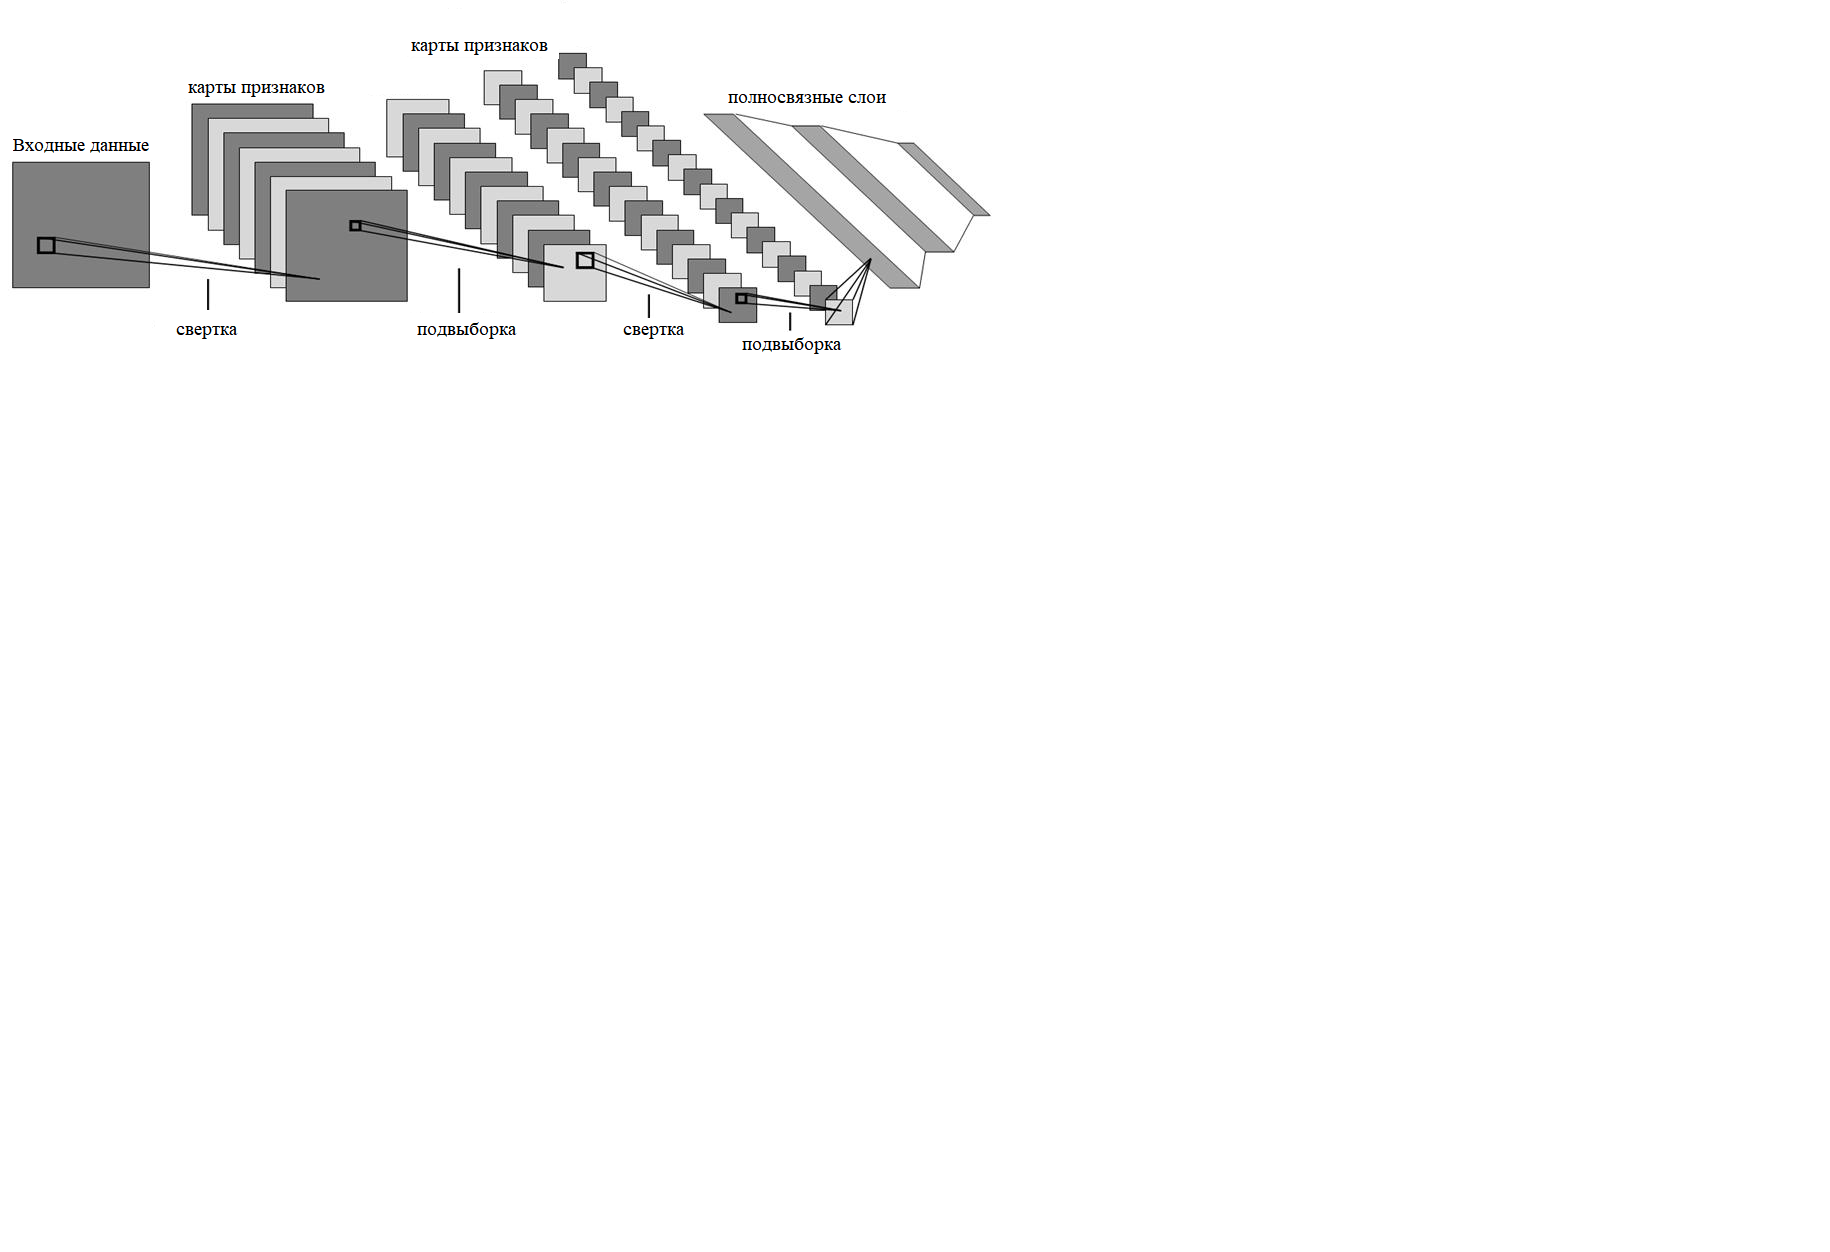 карты признаков
карты признаков
полносвязные слои
Входные данные
свертка
подвыборка
свертка
подвыборка